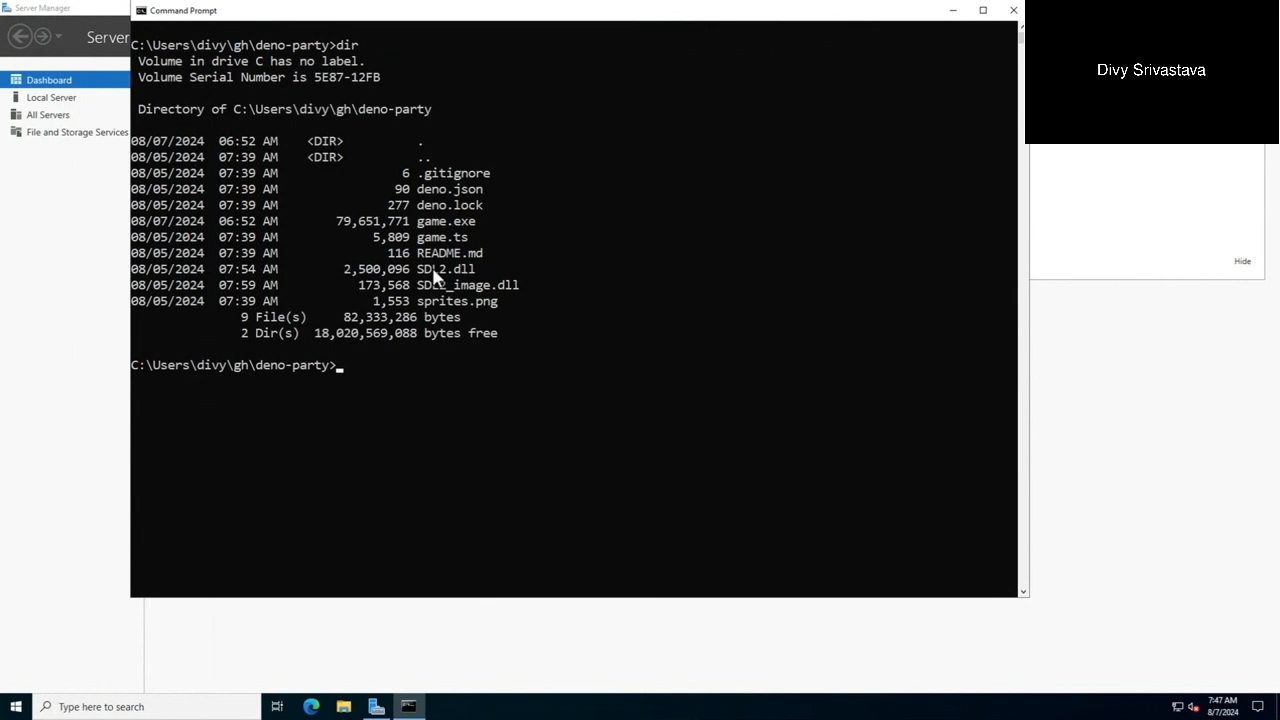 Server Manager
Command Prompt
Server
Dashboard
Local Server
All Servers
File and Storage Services
C:\Users\divy\gh\deno-party>dir
Volume in drive C has no label.
Volume Serial Number is 5E87-12FB
Directory of C:\Users\divy\gh\deno-party
08/07/2024 06:52 AM <DIR> .
08/05/2024 07:39 AM <DIR> ..
08/05/2024 07:39 AM 6 .gitignore
08/05/2024 07:39 AM 90 deno.json
08/05/2024 07:39 AM 277 deno.lock
08/07/2024 06:52 AM 79,651,771 game.exe
08/05/2024 07:39 AM 5,809 game.ts
08/05/2024 07:39 AM 116 README.md
08/05/2024 07:54 AM 2,500,096 SDL2.dll
08/05/2024 07:59 AM 173,568 SDL2_image.dll
08/05/2024 07:39 AM 1,553 sprites.png
9 File(s) 82,333,286 bytes
2 Dir(s) 18,020,569,088 bytes free
C:\Users\divy\gh\deno-party>
Divy Srivastava
Hide
Type here to search
7:47 AM
8/7/2024